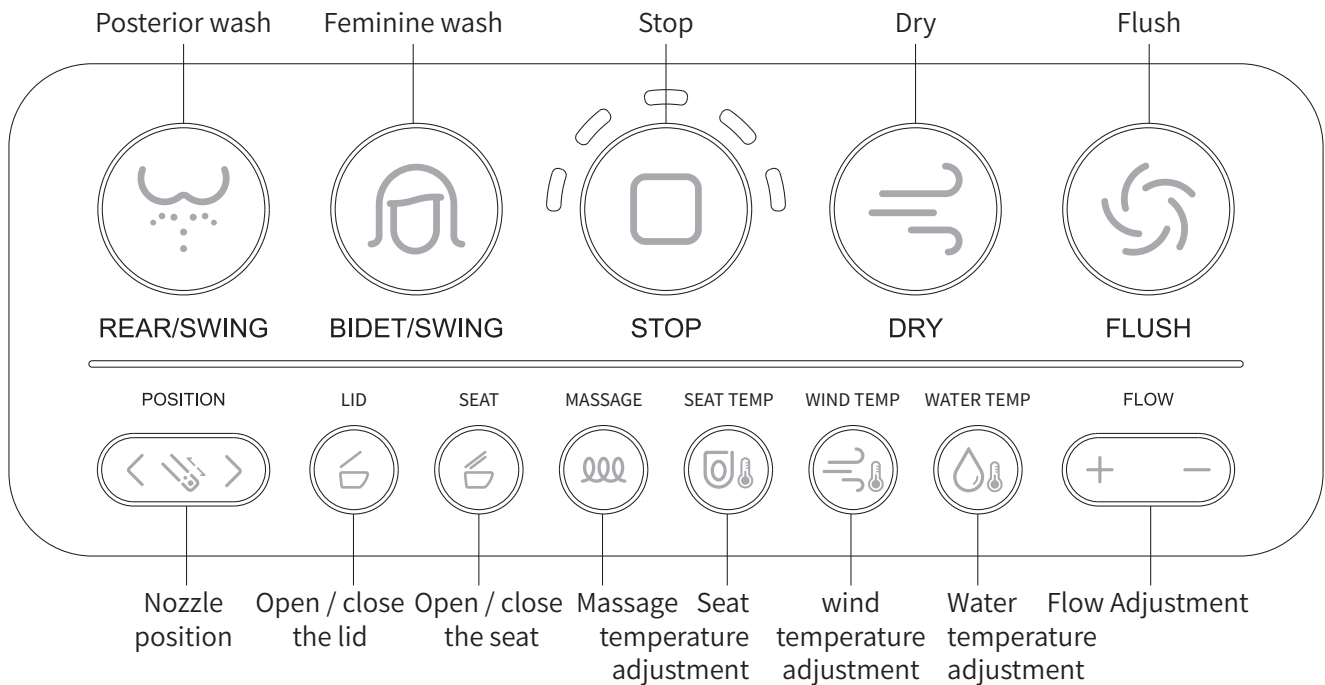 Posterior wash
Feminine wash
Stop
Dry
Flush
REAR/SWING
BIDET/SWING
STOP
DRY
FLUSH
POSITION
LID
SEAT
MASSAGE
SEAT TEMP
WIND TEMP
WATER TEMP
FLOW
Nozzle
position
Open / close
the lid
Open / close
the seat
Massage
Seat
temperature
adjustment
wind
temperature
adjustment
Water
temperature
adjustment
Flow Adjustment